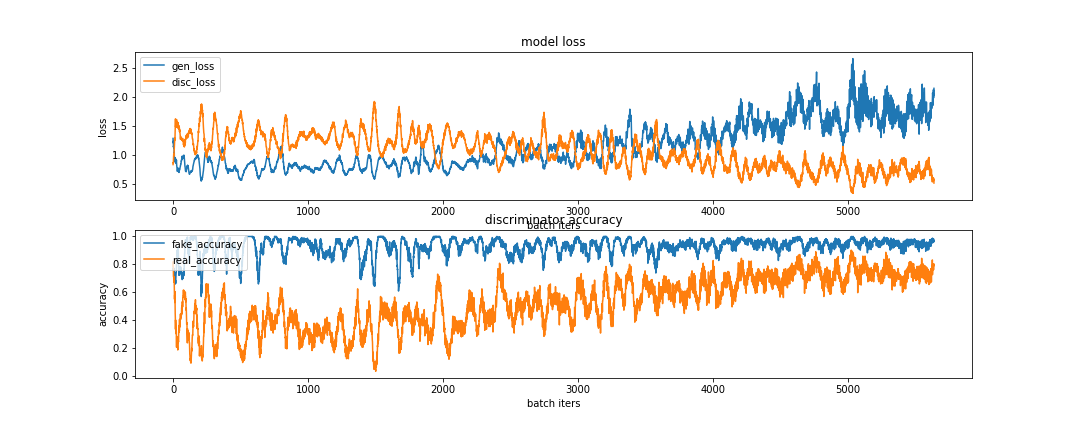 model loss
gen_loss
disc_loss
loss
2.5
2.0
1.5
1.0
0.5
0 1000 2000 3000 4000 5000
batch iters
discriminator accuracy
fake_accuracy
real_accuracy
accuracy
1.0
0.8
0.6
0.4
0.2
0.0
0 1000 2000 3000 4000 5000
batch iters